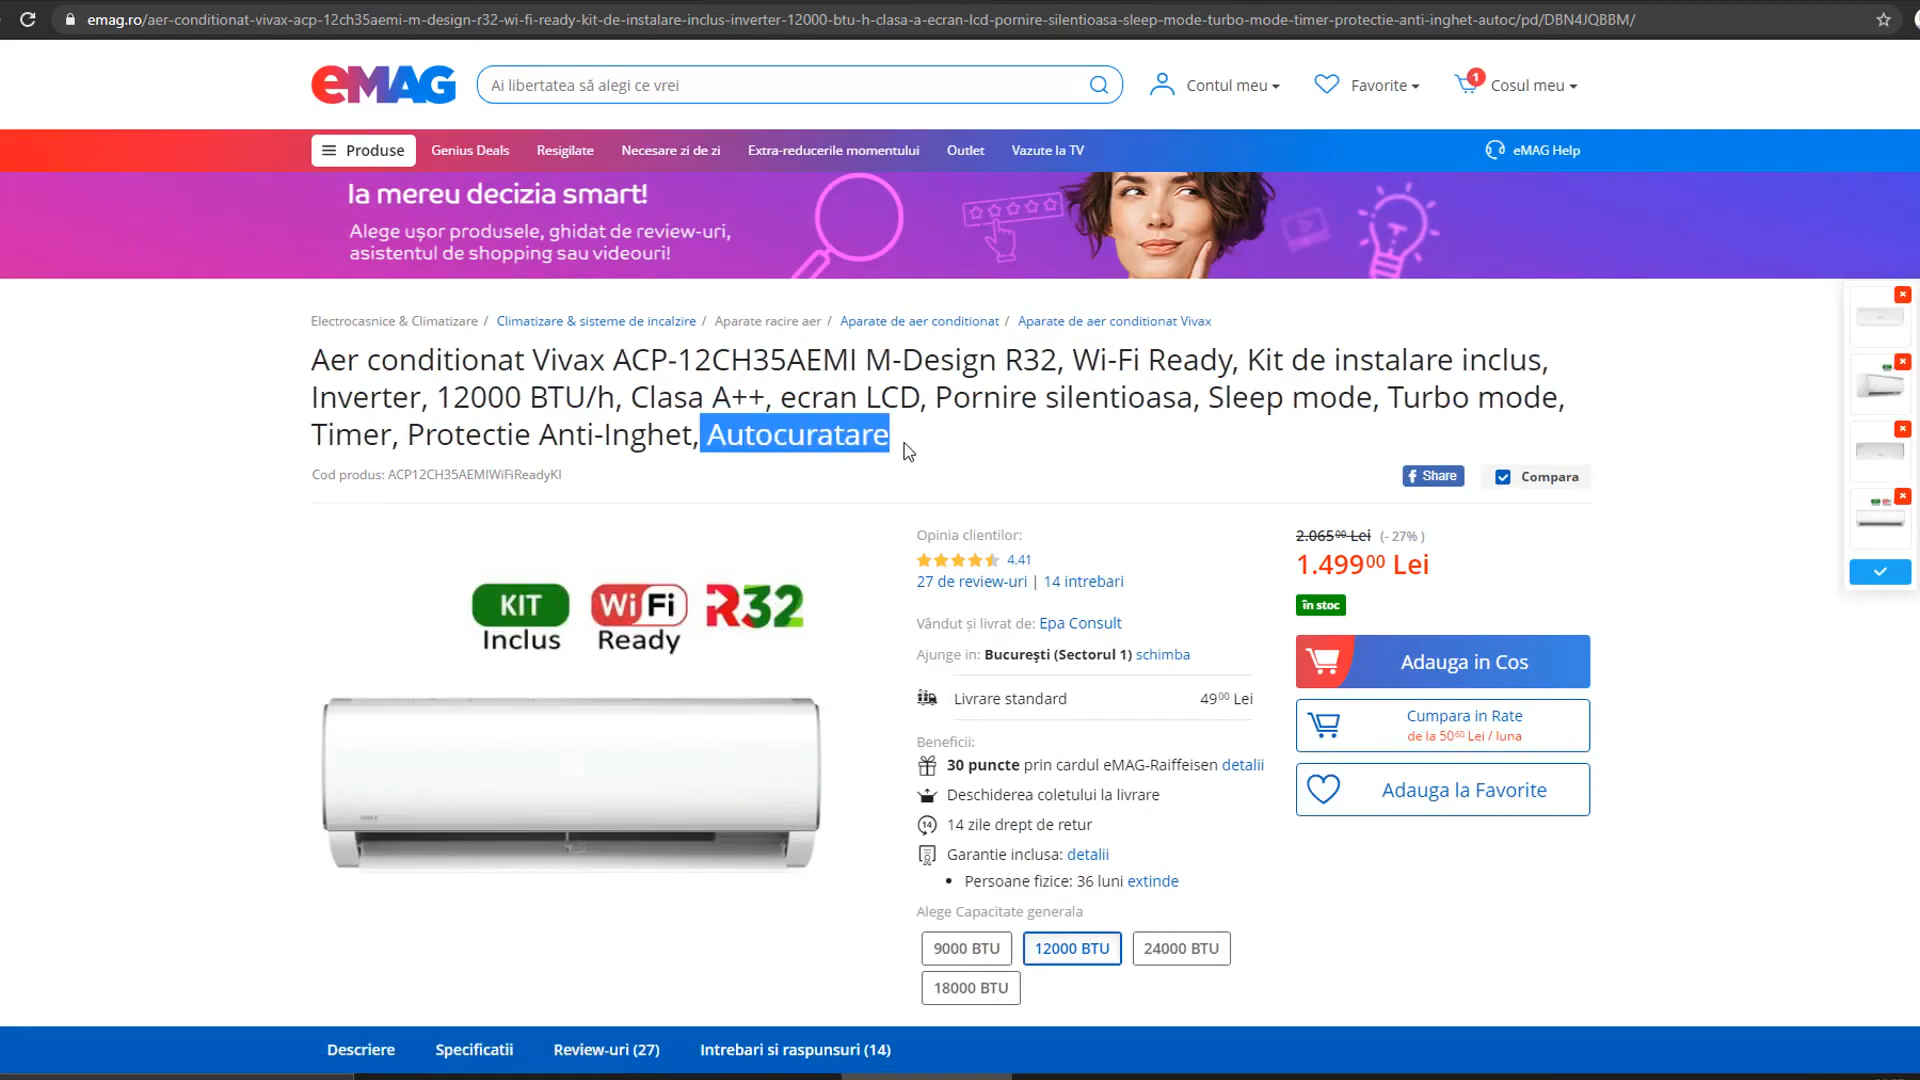 emag.ro/aer-conditionat-vivax-acp-12ch35aemi-m-design-r32-wi-fi-ready-kit-de-instalare-inclus-inverter-12000-btu-h-clasa-a-ecran-lcd-pornire-silentioasa-sleep-mode-turbo-mode-timer-protectie-anti-inghet-autoc/pd/DBN4JQBBM/
eMAG
Ai libertatea să alegi ce vrei
Contul meu
Favorite
1
Cosul meu
Produse
Genius Deals
Resigilate
Necesare zi de zi
Extra-reducerile momentului
Outlet
Vazute la TV
eMAG Help
Ia mereu decizia smart!
Alege ușor produsele, ghidat de review-uri,
asistentul de shopping sau videouri!
Electrocasnice & Climatizare / Climatizare & sisteme de incalzire / Aparate racire aer / Aparate de aer conditionat / Aparate de aer conditionat Vivax
Aer conditionat Vivax ACP-12CH35AEMI M-Design R32, Wi-Fi Ready, Kit de instalare inclus,
Inverter, 12000 BTU/h, Clasa A++, ecran LCD, Pornire silentioasa, Sleep mode, Turbo mode,
Timer, Protectie Anti-Inghet, Autocuratare
Cod produs: ACP12CH35AEMIWiFiReadyKI
f Share
Compara
KIT
Inclus
WiFi
Ready
R32
Opinia clientilor:
4.41
27 de review-uri | 14 intrebari
Vândut și livrat de: Epa Consult
Ajunge in: Bucureşti (Sectorul 1) schimba
Livrare standard 49⁰⁰ Lei
Beneficii:
30 puncte prin cardul eMAG-Raiffeisen detalii
Deschiderea coletului la livrare
14
14 zile drept de retur
Garantie inclusa: detalii
• Persoane fizice: 36 luni extinde
Alege Capacitate generala
9000 BTU
12000 BTU
24000 BTU
18000 BTU
2.065⁰⁰ Lei (- 27% )
1.499⁰⁰ Lei
în stoc
Adauga in Cos
Cumpara in Rate
de la 50⁶⁰ Lei / luna
Adauga la Favorite
Descriere
Specificatii
Review-uri (27)
Intrebari si raspunsuri (14)